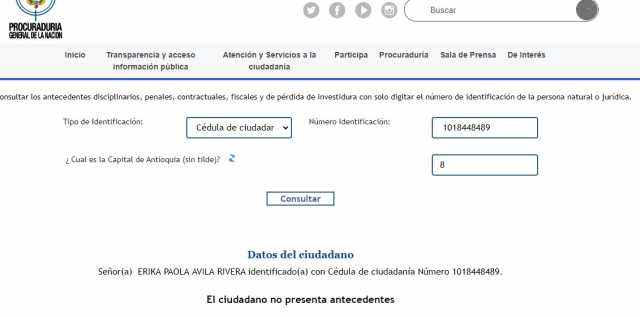 PROCURADURIA
GENERAL DE LA NACION
Buscar
Inicio
Transparencia y acceso información pública
Atención y Servicios a la ciudadanía
Participa
Procuraduría
Sala de Prensa
De Interés
onsultar los antecedentes disciplinarios, penales, contractuales, fiscales y de pérdida de investidura con solo digitar el número de identificación de la persona natural o jurídica.
Tipo de Identificación:
Cédula de ciudadar
Número Identificación:
1018448489
¿ Cual es la Capital de Antioquia (sin tilde)?
8
Consultar
Datos del ciudadano
Señor(a) ERIKA PAOLA AVILA RIVERA identificado(a) con Cédula de ciudadanía Número 1018448489.
El ciudadano no presenta antecedentes